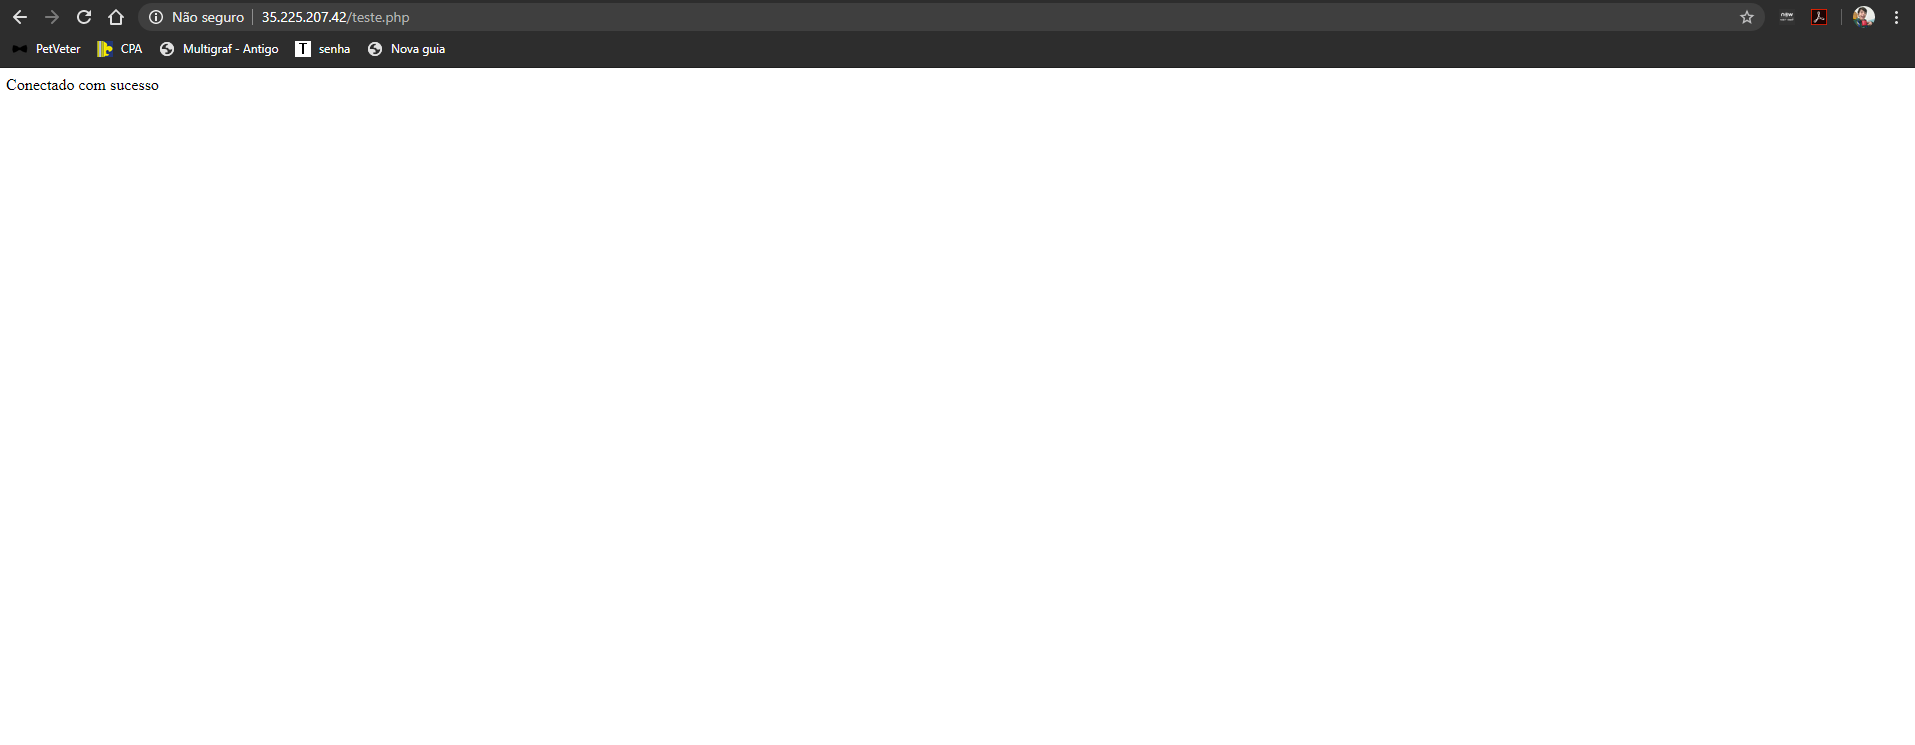 Não seguro 35.225.207.42/teste.php
PetVeter CPA Multigraf - Antigo T senha Nova guia
Conectado com sucesso